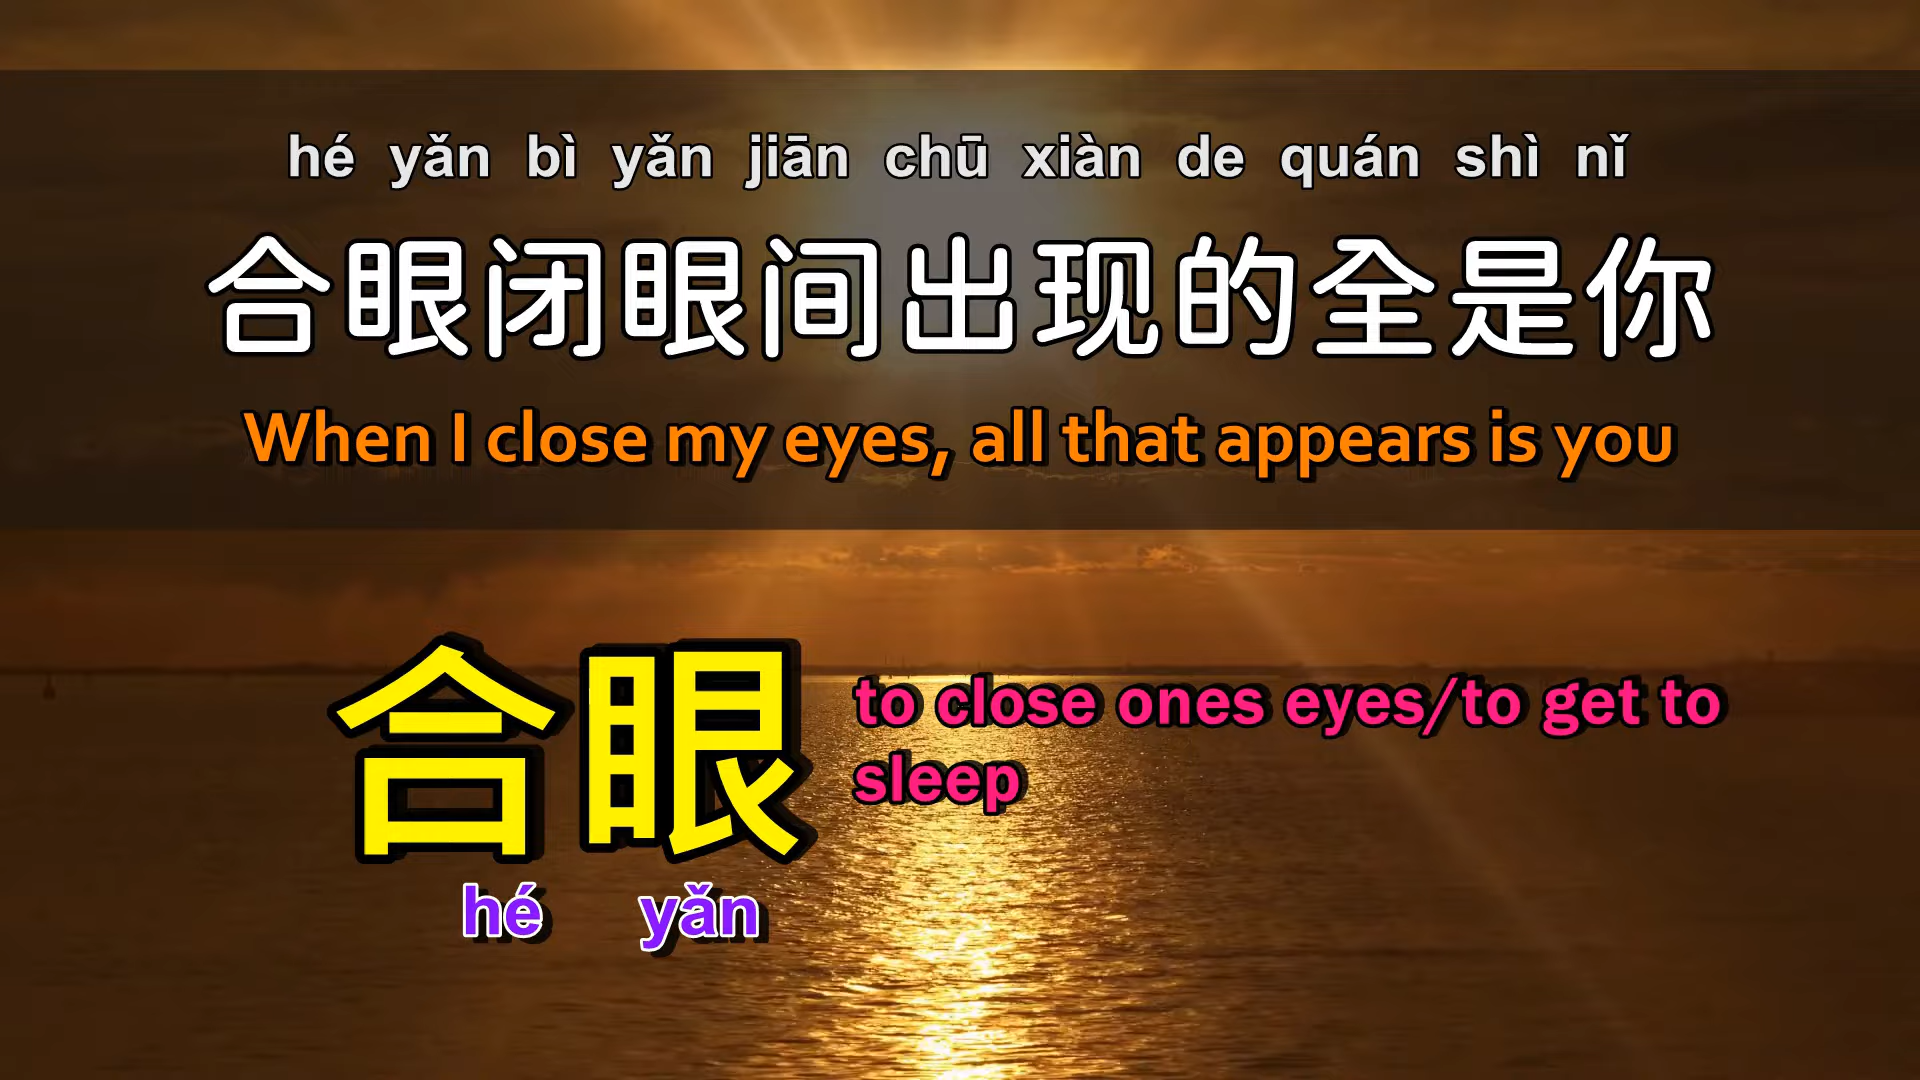 hé yǎn bì yǎn jiān chū xiàn de quán shì nǐ
合眼闭眼间出现的全是你
When I close my eyes, all that appears is you
合眼
to close ones eyes/to get to
sleep
hé yǎn